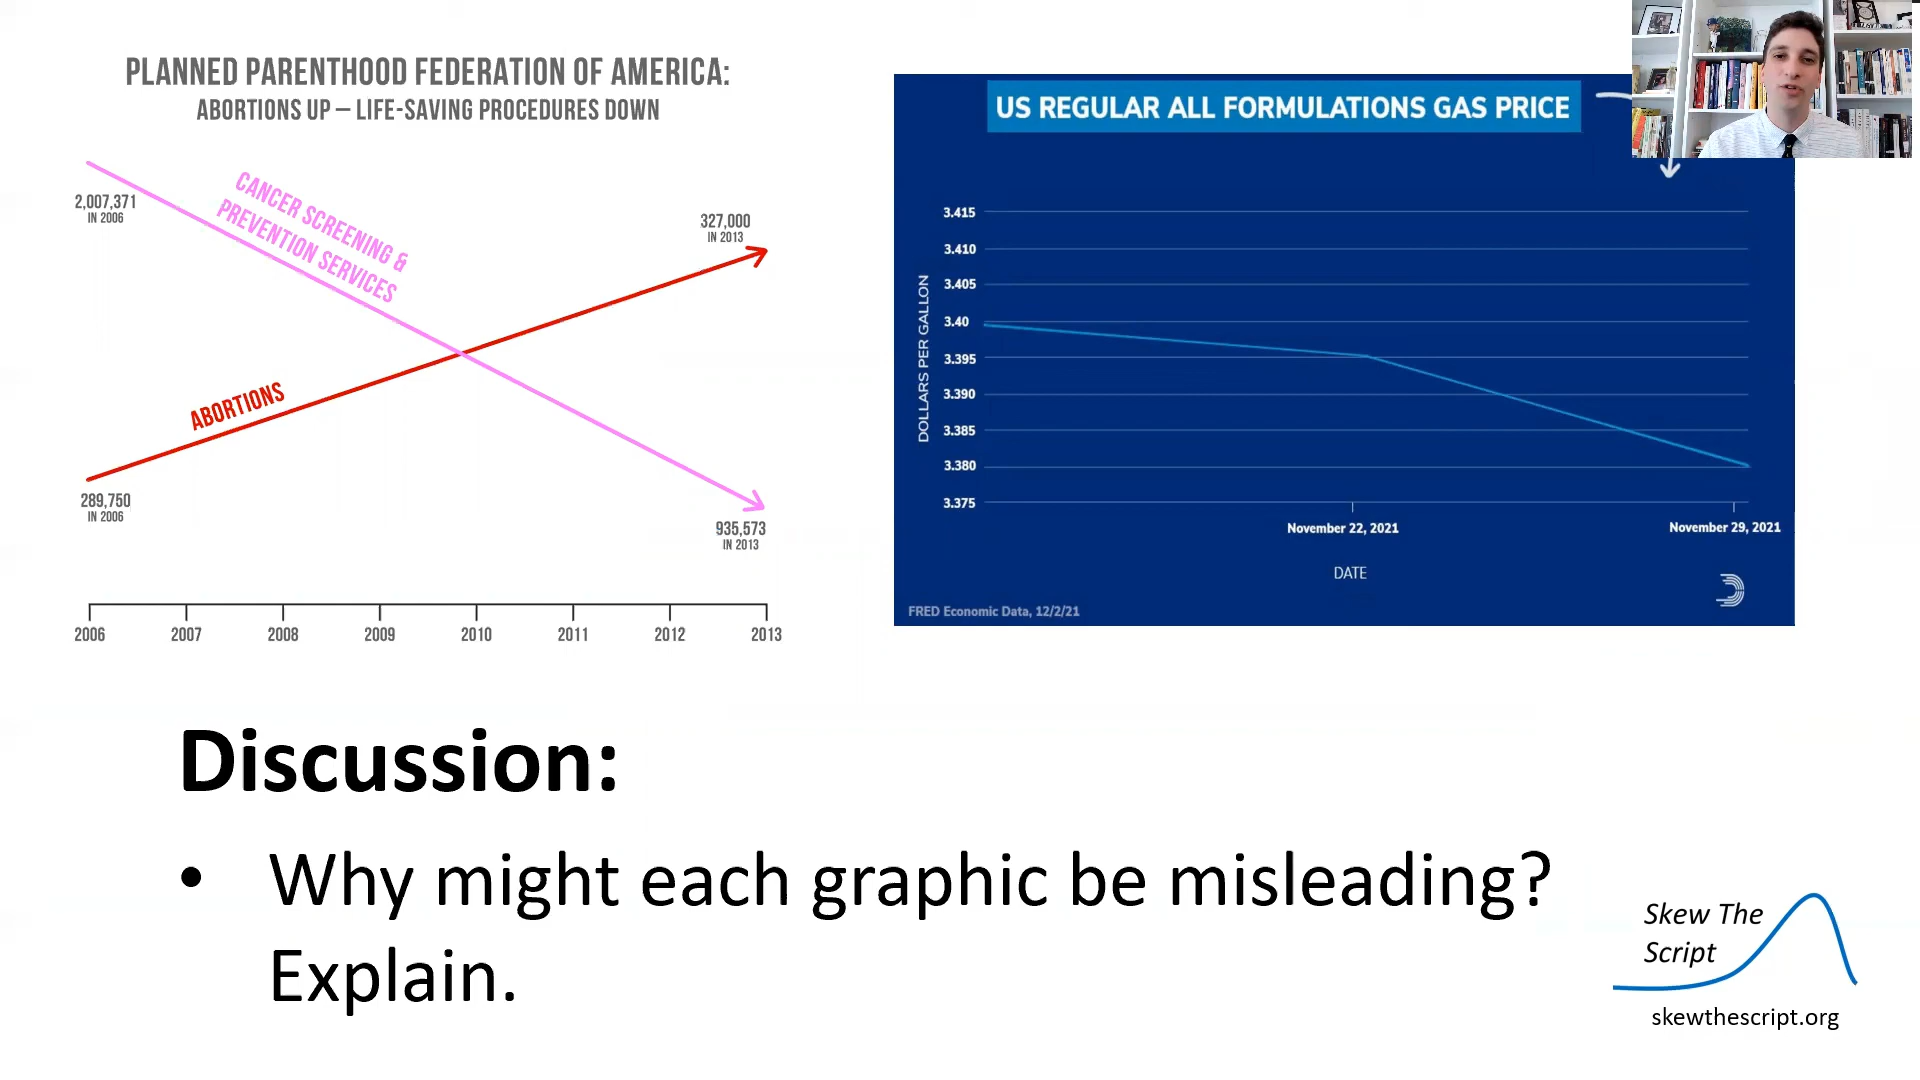 PLANNED PARENTHOOD FEDERATION OF AMERICA:
ABORTIONS UP – LIFE-SAVING PROCEDURES DOWN
2,007,371
IN 2006
CANCER SCREENING &
PREVENTION SERVICES
327,000
IN 2013
ABORTIONS
289,750
IN 2006
935,573
IN 2013
2006 2007 2008 2009 2010 2011 2012 2013
US REGULAR ALL FORMULATIONS GAS PRICE
DOLLARS PER GALLON
3.415
3.410
3.405
3.40
3.395
3.390
3.385
3.380
3.375
November 22, 2021 November 29, 2021
DATE
FRED Economic Data, 12/2/21
Discussion:
• Why might each graphic be misleading?
Explain.
Skew The
Script
skewthescript.org